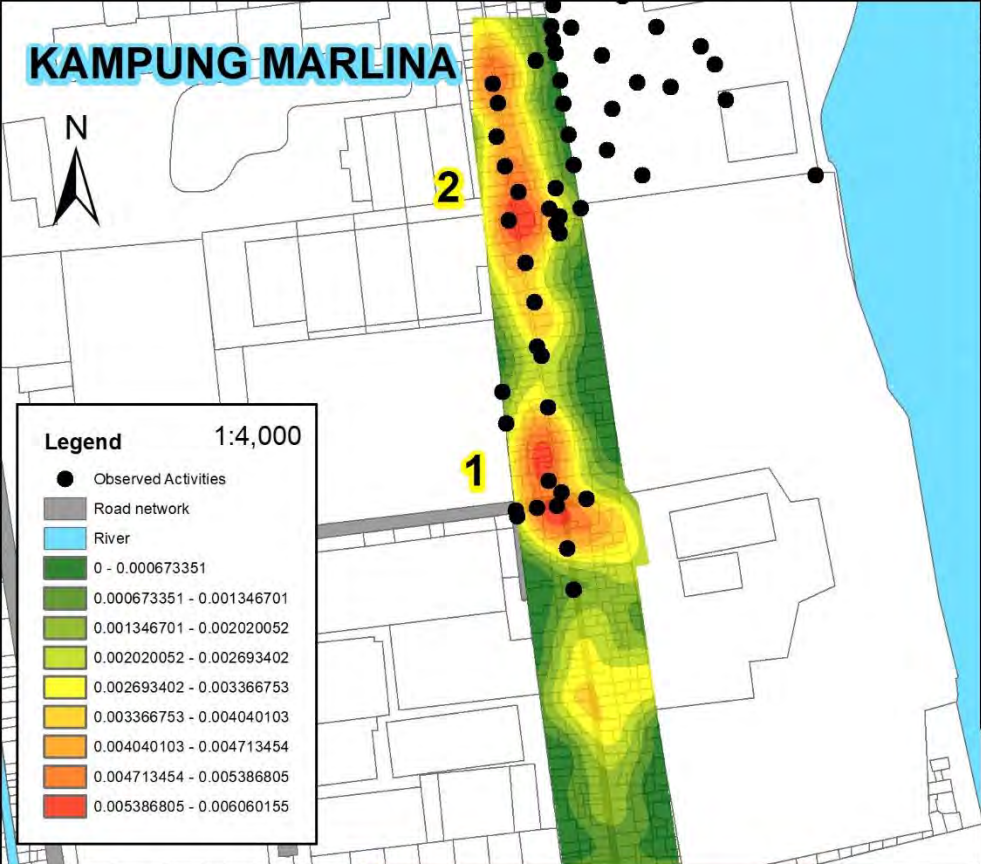 KAMPUNG MARLINA
N
2
1
Legend 1:4,000
Observed Activities
Road network
River
0 - 0.000673351
0.000673351 - 0.001346701
0.001346701 - 0.002020052
0.002020052 - 0.002693402
0.002693402 - 0.003366753
0.003366753 - 0.004040103
0.004040103 - 0.004713454
0.004713454 - 0.005386805
0.005386805 - 0.006060155